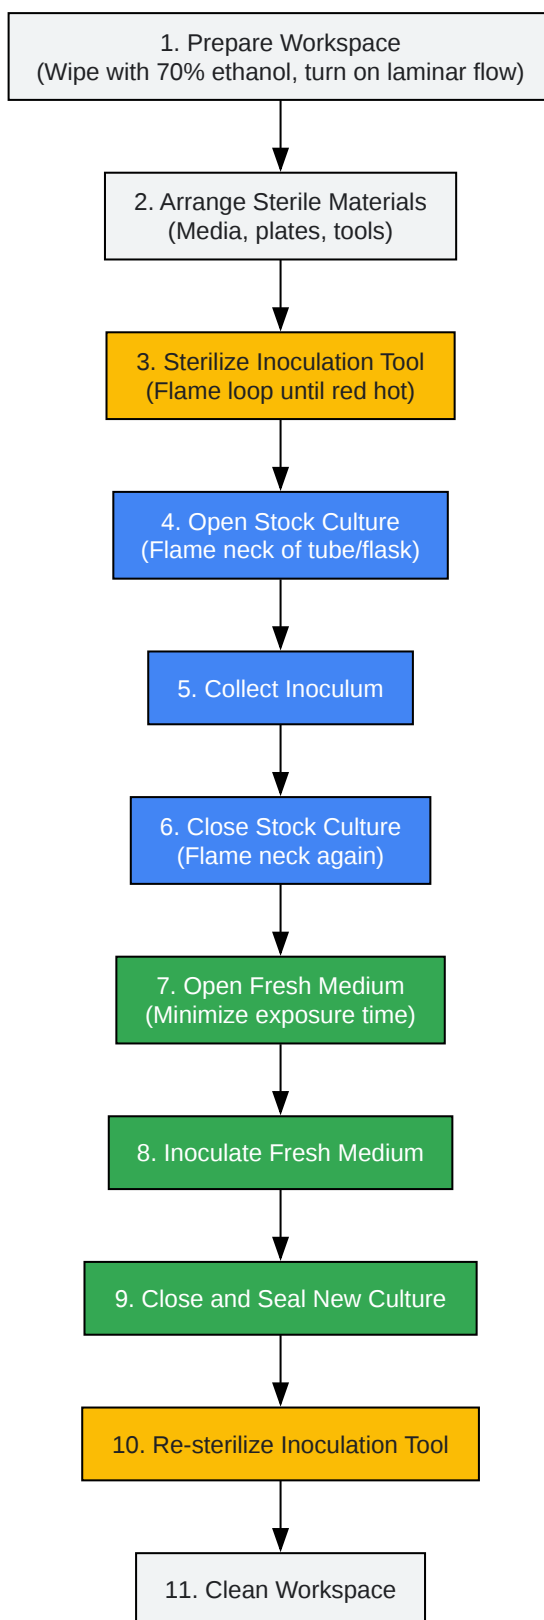 1. Prepare Workspace
(Wipe with 70% ethanol, turn on laminar flow)
2. Arrange Sterile Materials
(Media, plates, tools)
3. Sterilize Inoculation Tool
(Flame loop until red hot)
4. Open Stock Culture
(Flame neck of tube/flask)
5. Collect Inoculum
6. Close Stock Culture
(Flame neck again)
7. Open Fresh Medium
(Minimize exposure time)
8. Inoculate Fresh Medium
9. Close and Seal New Culture
10. Re-sterilize Inoculation Tool
11. Clean Workspace